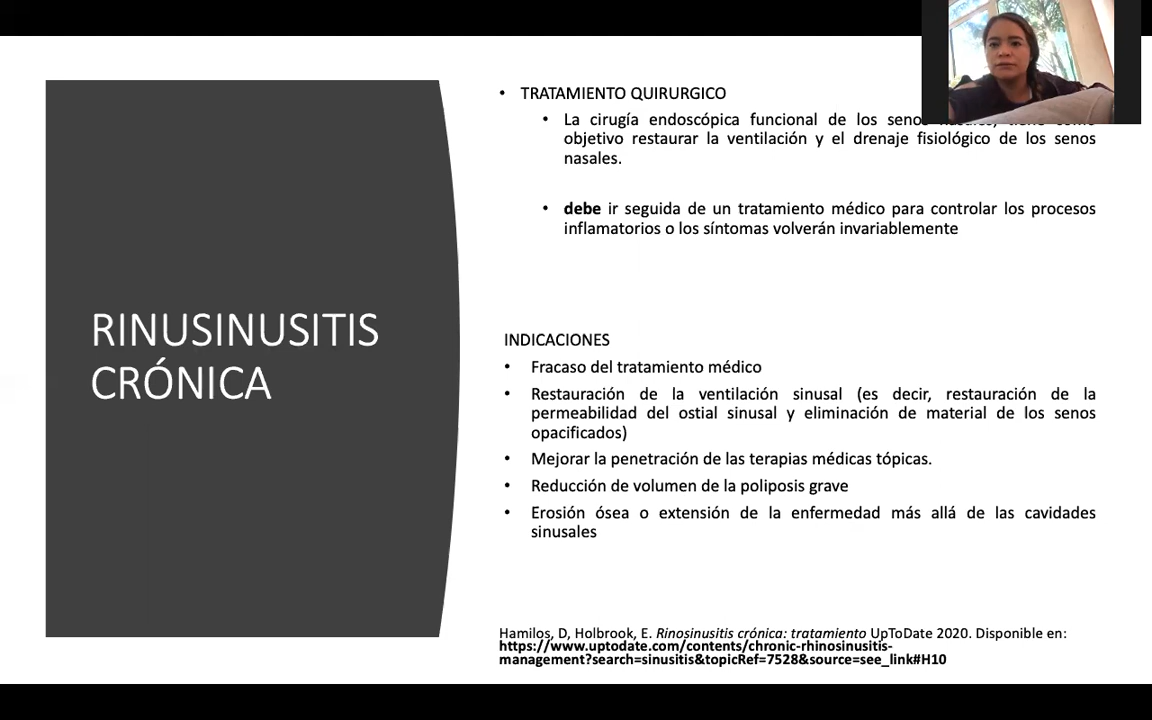 RINUSINUSITIS
CRÓNICA
• TRATAMIENTO QUIRURGICO
• La cirugía endoscópica funcional de los senos
objetivo restaurar la ventilación y el drenaje fisiológico de los senos
nasales.
• debe ir seguida de un tratamiento médico para controlar los procesos
inflamatorios o los síntomas volverán invariablemente
INDICACIONES
• Fracaso del tratamiento médico
• Restauración de la ventilación sinusal (es decir, restauración de la
permeabilidad del ostial sinusal y eliminación de material de los senos
opacificados)
• Mejorar la penetración de las terapias médicas tópicas.
• Reducción de volumen de la poliposis grave
• Erosión ósea o extensión de la enfermedad más allá de las cavidades
sinusales
Hamilos, D, Holbrook, E. Rinosinusitis crónica: tratamiento UpToDate 2020. Disponible en:
https://www.uptodate.com/contents/chronic-rhinosinusitis-
management?search=sinusitis&topicRef=7528&source=see_link#H10